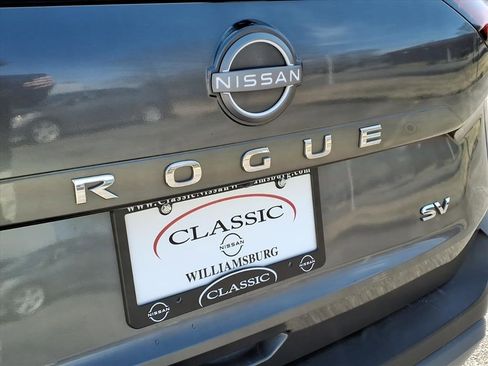 NISSAN
ROGUE
SV
CLASSIC
NISSAN
WILLIAMSBURG
CLASSIC